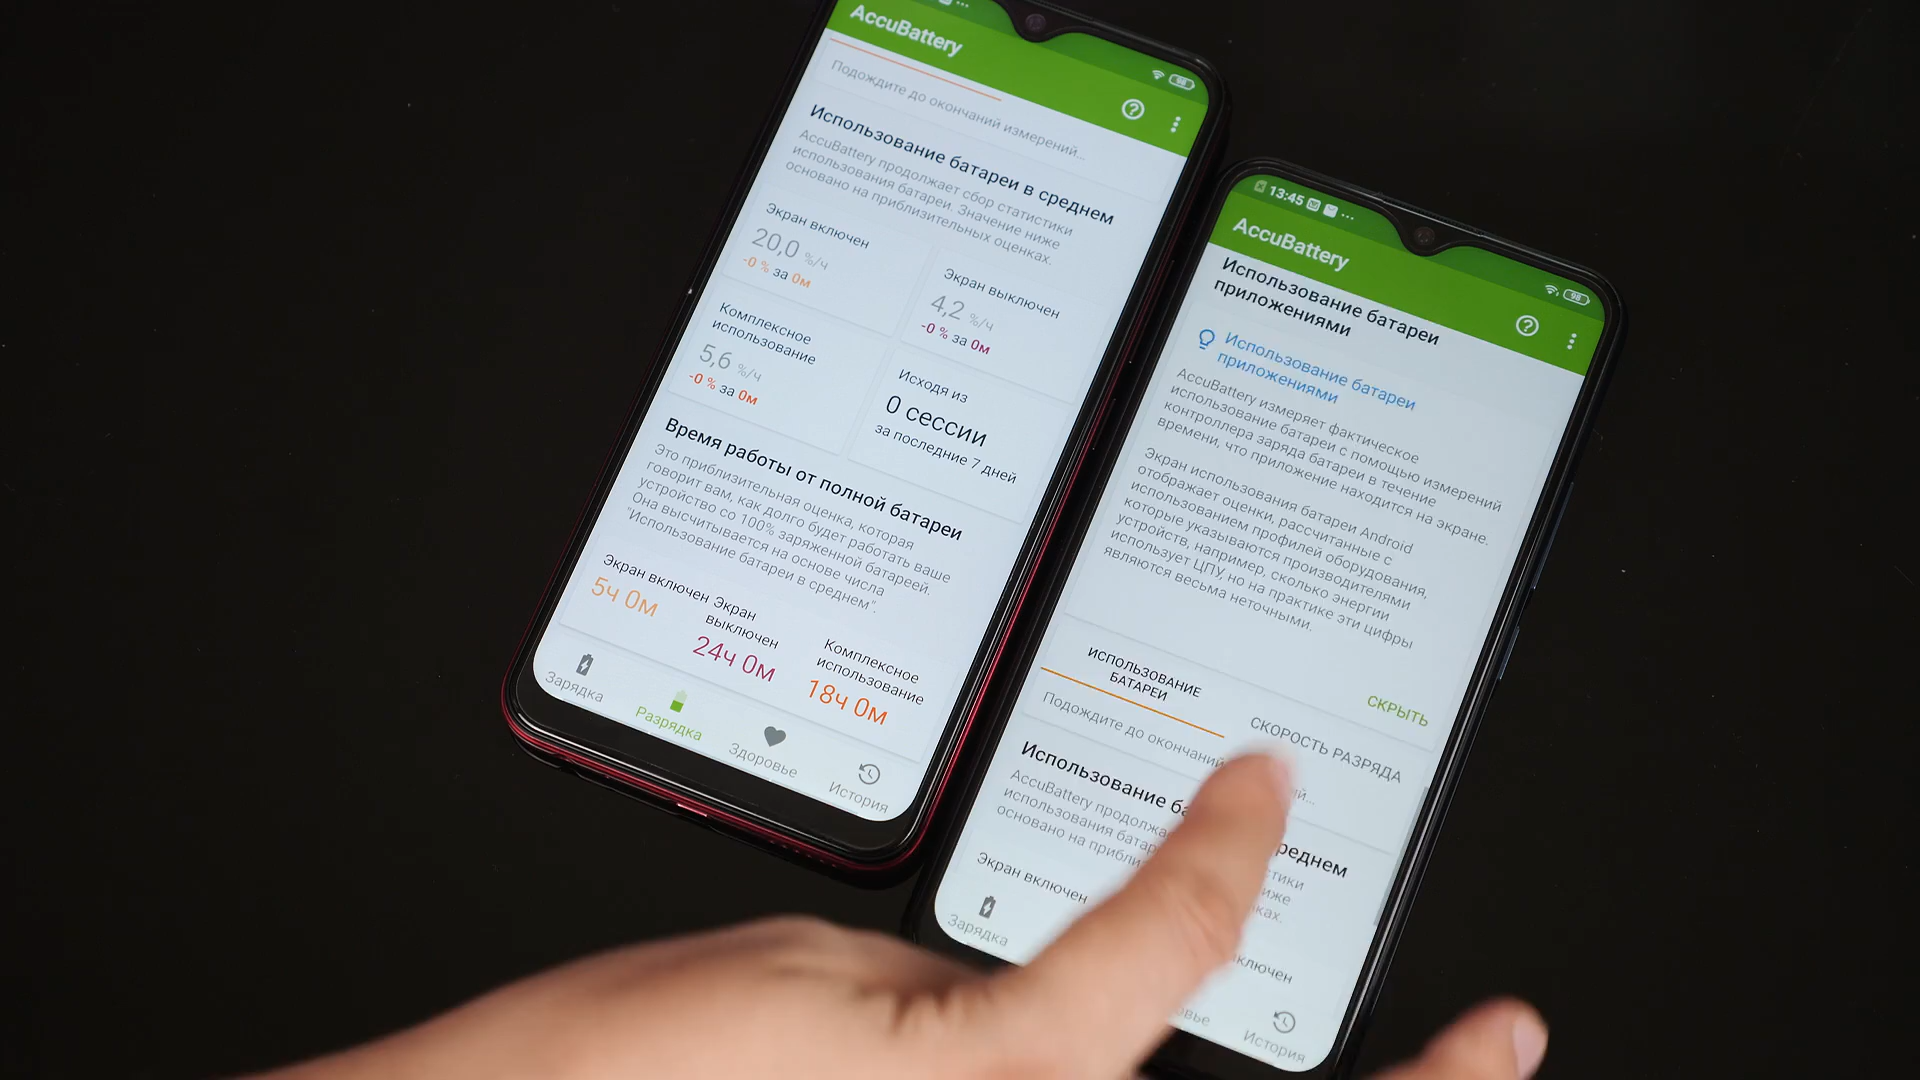 AccuBattery
98
Подождите до окончаний измерений...
Использование батареи в среднем
AccuBattery продолжает сбор статистики
использования батареи. Значение ниже
основано на приблизительных оценках.
Экран включен
20,0 %/ч
-0 % за 0м
Экран выключен
4,2 %/ч
-0 % за 0м
Комплексное
использование
5,6 %/ч
-0 % за 0м
Исходя из
0 сессии
за последние 7 дней
Время работы от полной батареи
Это приблизительная оценка, которая
говорит вам, как долго будет работать ваше
устройство со 100% заряженной батареей.
Она высчитывается на основе числа
"Использование батареи в среднем".
Экран включен
5ч 0м
Экран
выключен
24ч 0м
Комплексное
использование
18ч 0м
Зарядка
Разрядка
Здоровье
История
13:45
98
AccuBattery
Использование батареи
приложениями
Использование батареи
приложениями
AccuBattery измеряет фактическое
использование батареи с помощью измерений
контроллера заряда батареи в течение
времени, что приложение находится на экране.
Экран использования батареи Android
отображает оценки, рассчитанные с
использованием профилей оборудования,
которые указываются производителями
устройств, например, сколько энергии
использует ЦПУ, но на практике эти цифры
являются весьма неточными.
СКРЫТЬ
ИСПОЛЬЗОВАНИЕ
БАТАРЕИ
СКОРОСТЬ РАЗРЯДА
Подождите до окончаний
Использование
AccuBattery
использования
основано на
Экран включен
Зарядка
История